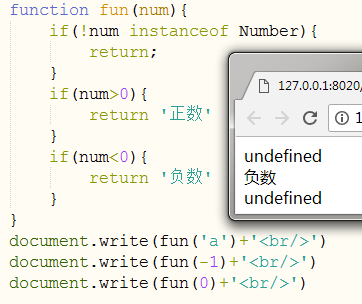 function fun(num){
    if(!num instanceof Number){
        return;
    }
    if(num>0){
        return '正数'
    }
    if(num<0){
        return '负数'
    }
}
document.write(fun('a')+'<br/>')
document.write(fun(-1)+'<br/>')
document.write(fun(0)+'<br/>')
127.0.0.1:8020/
1
undefined
负数
undefined